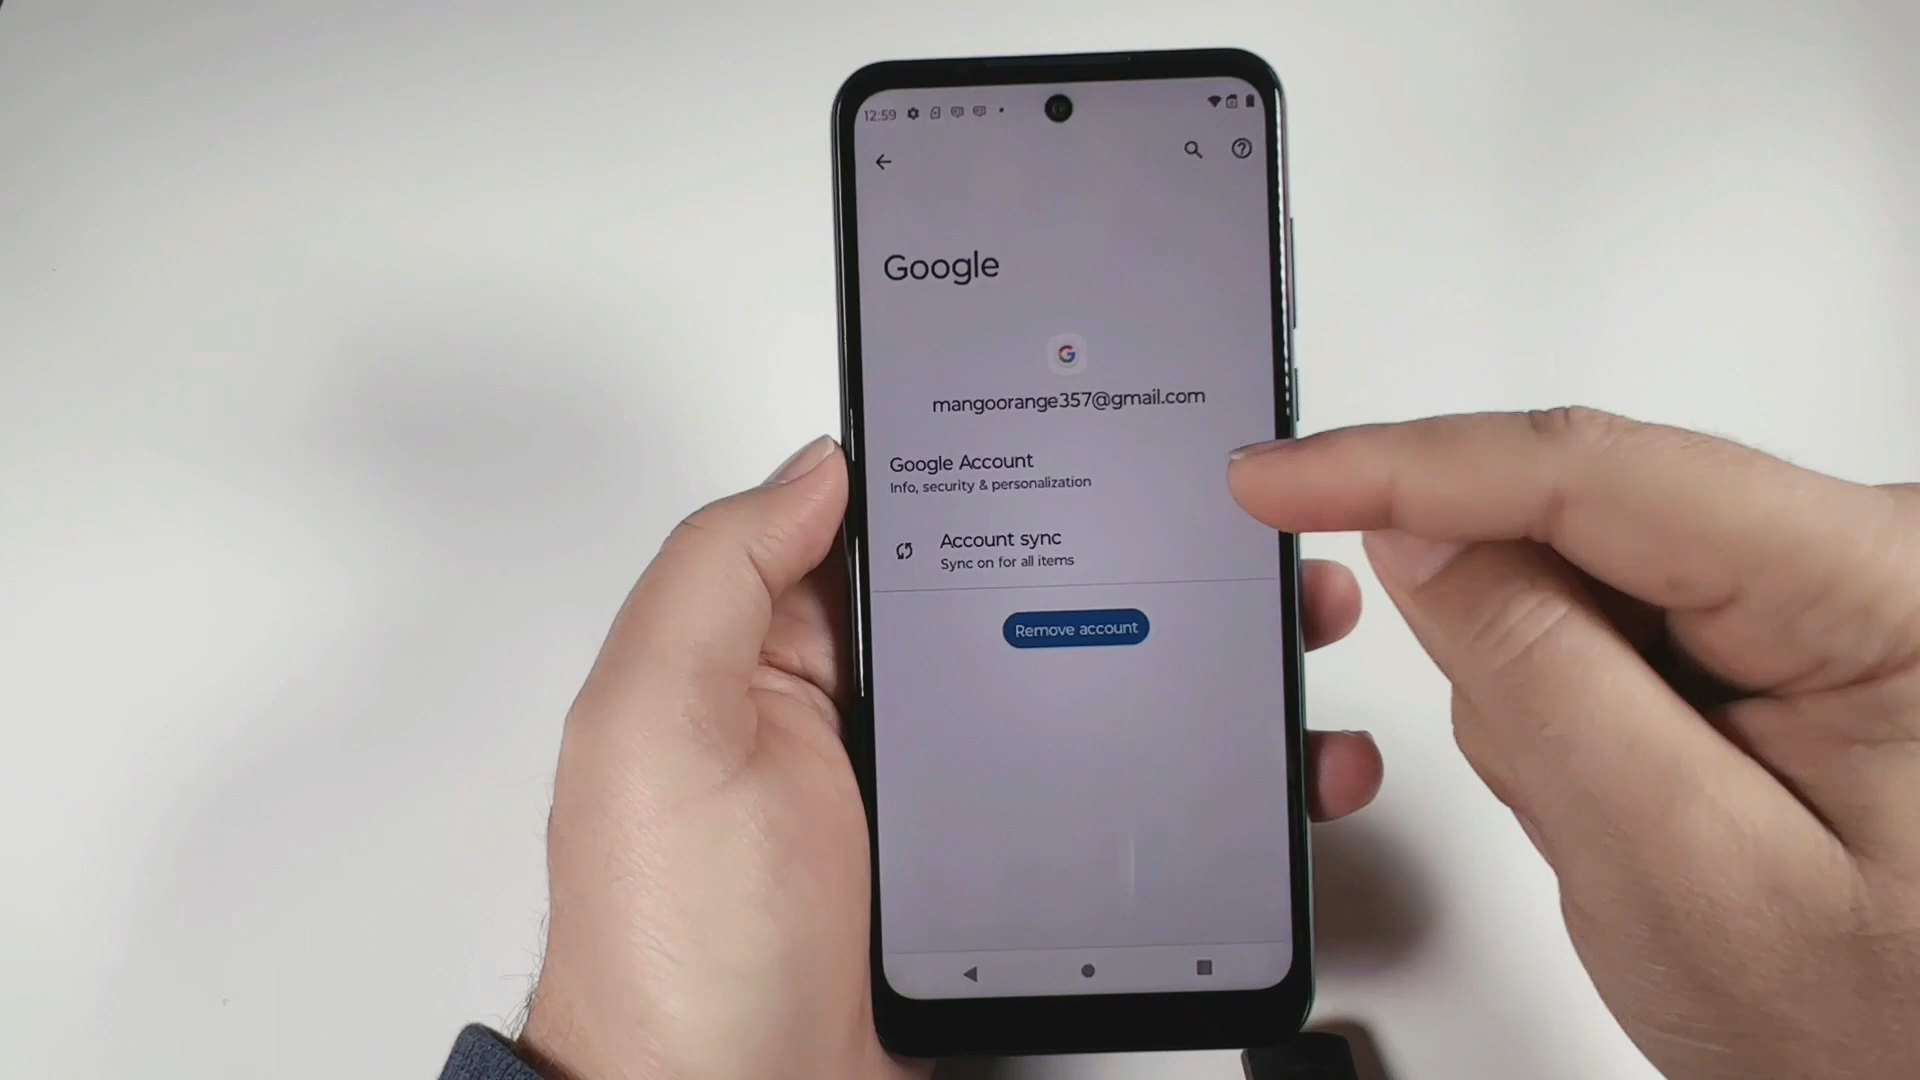 12:59
Google
G
mangoorange357@gmail.com
Google Account
Info, security & personalization
Account sync
Sync on for all items
Remove account